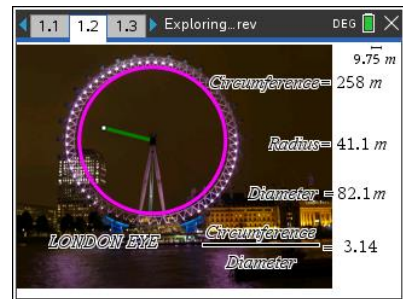 1.1 1.2 1.3 Exploring…rev DEG
9.75 m
Circumference= 258 m
Radius= 41.1 m
Diameter =82.1 m
LONDON EYE
Circumference
= 3.14
Diameter